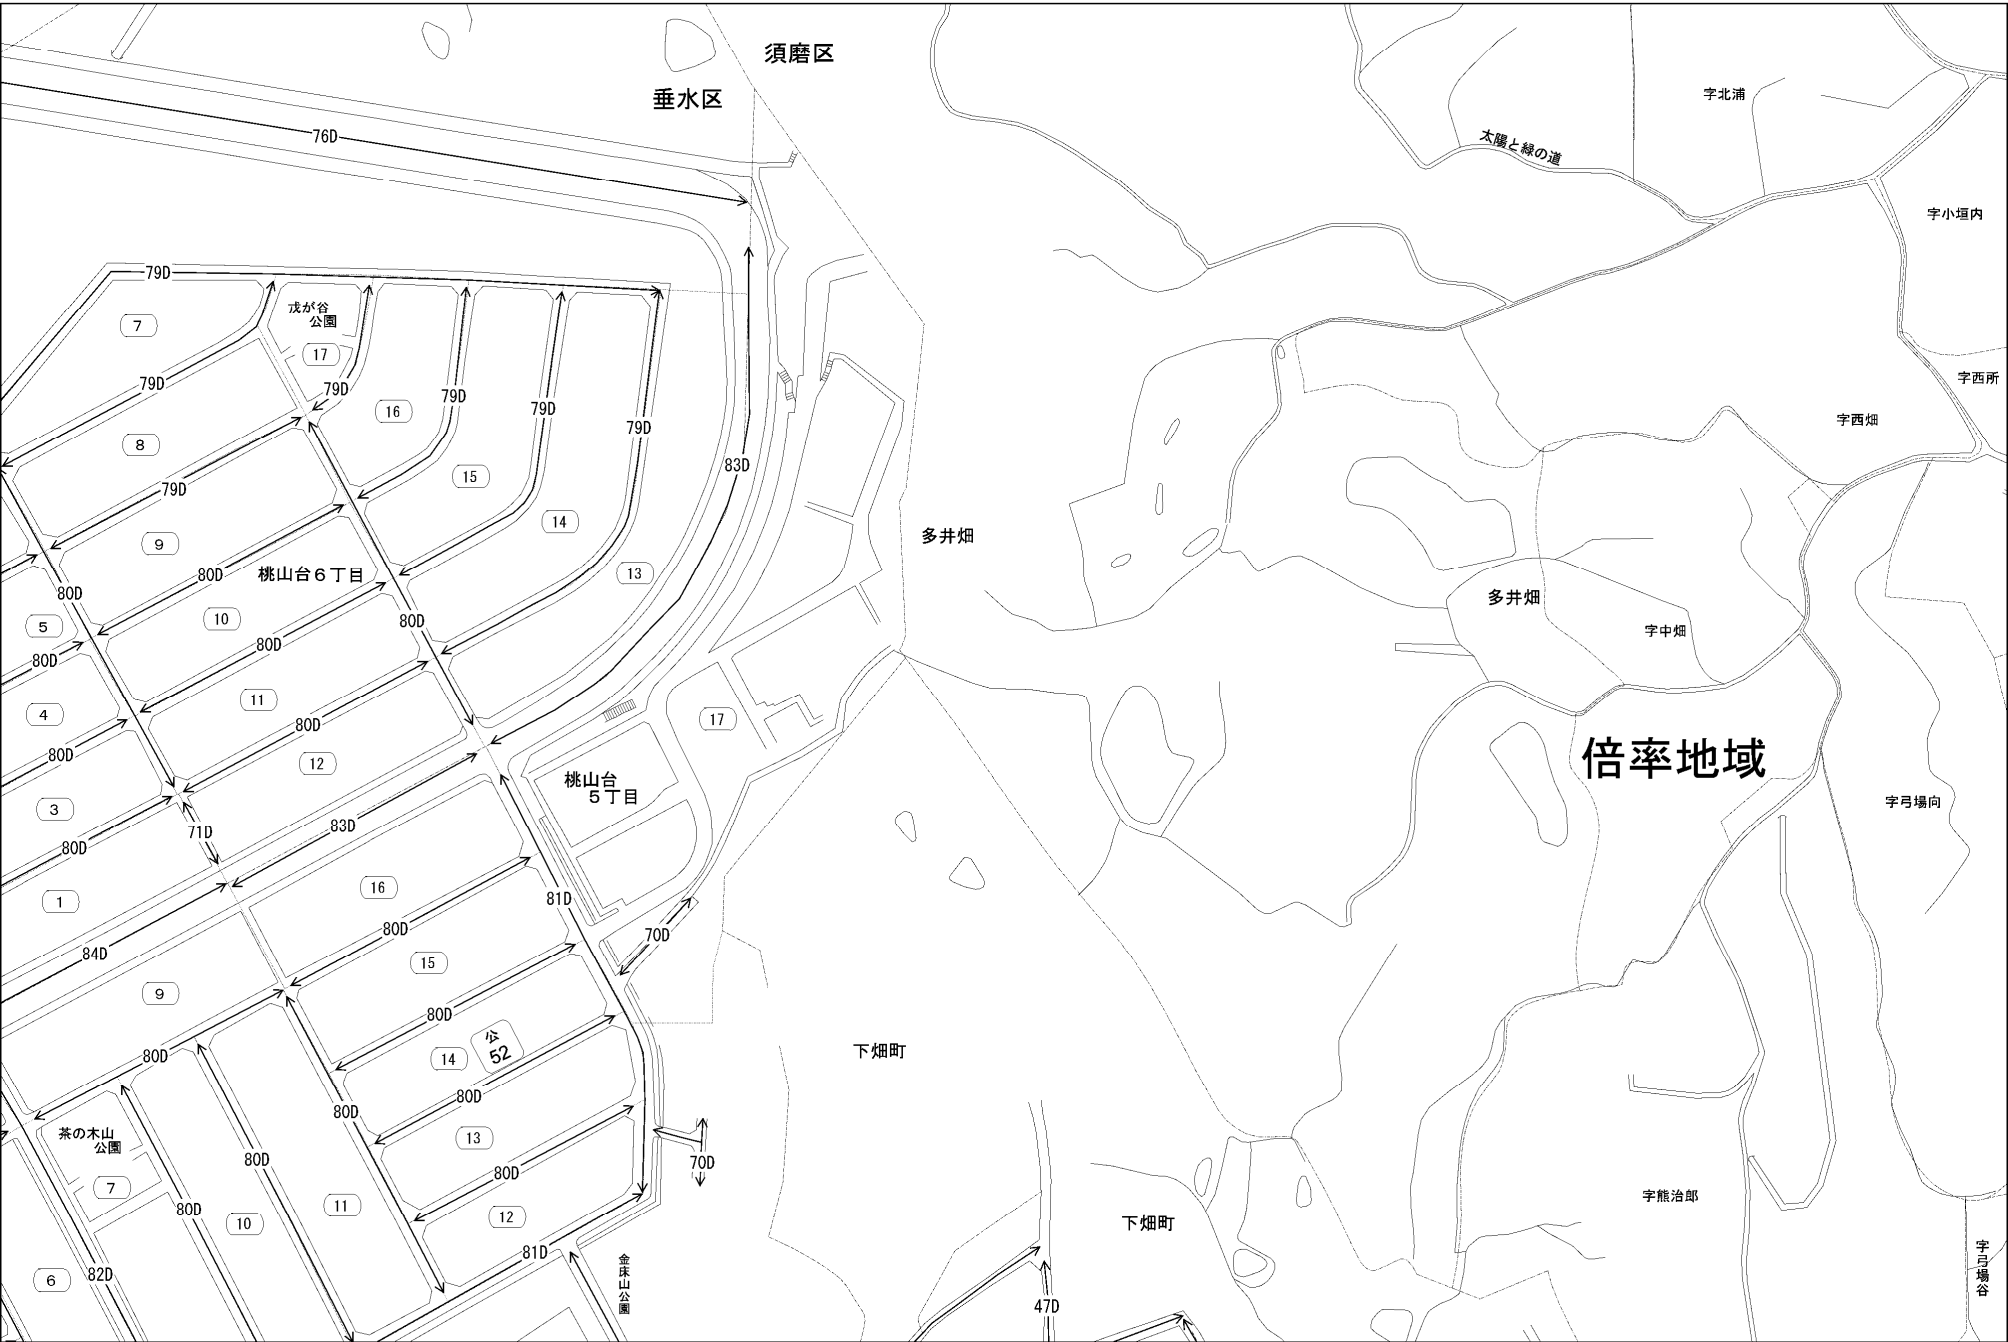 須磨区
垂水区
76D
字北浦
太陽と緑の道
字小垣内
79D
戊が谷
公園
7
17
79D
79D
16
79D
79D
79D
8
79D
15
83D
14
9
桃山台6丁目
80D
13
80D
10
80D
80D
5
80D
11
80D
4
80D
12
3
71D
83D
80D
1
84D
字西所
字西畑
多井畑
多井畑
字中畑
倍率地域
字弓場向
17
桃山台
5丁目
16
81D
80D
70D
15
9
80D
公
52
14
80D
80D
80D
13
茶の木山
公園
80D
80D
70D
7
80D
11
12
10
81D
6
82D
金床山公園
下畑町
下畑町
47D
字熊治郎
字弓場谷